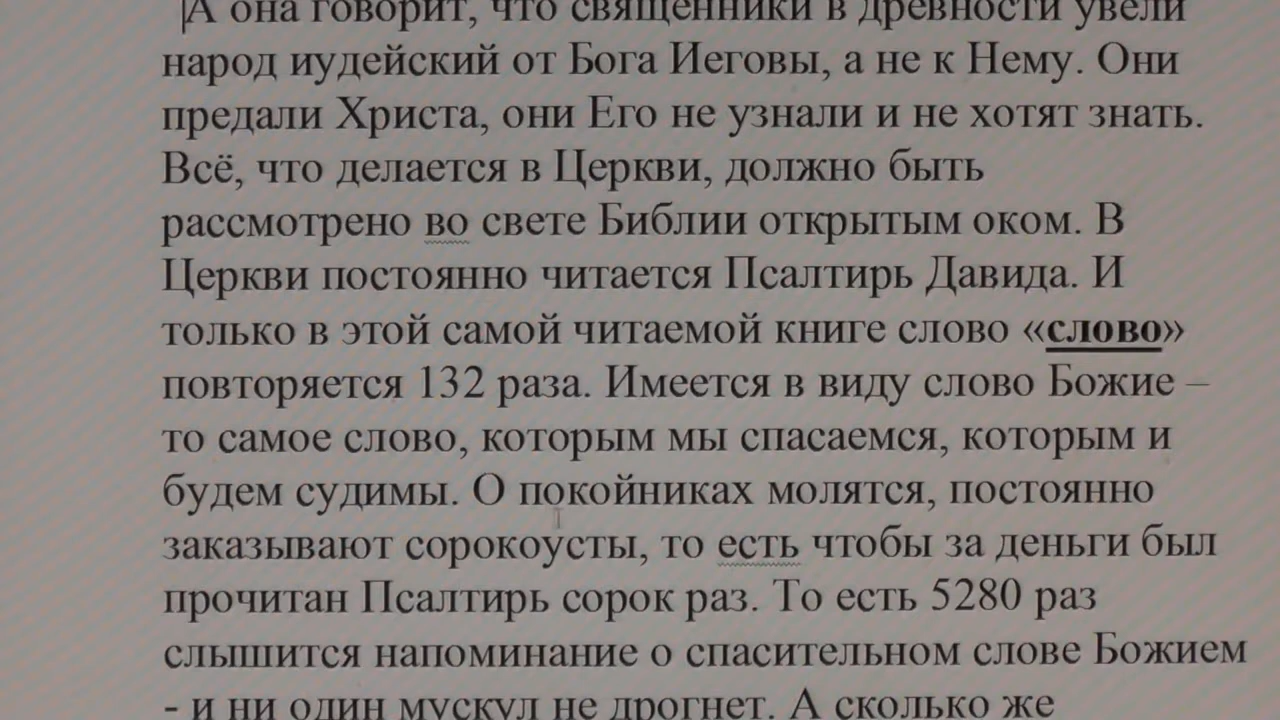 А она говорит, что священники в древности увели
народ иудейский от Бога Иеговы, а не к Нему. Они
предали Христа, они Его не узнали и не хотят знать.
Всё, что делается в Церкви, должно быть
рассмотрено во свете Библии открытым оком. В
Церкви постоянно читается Псалтирь Давида. И
только в этой самой читаемой книге слово «слово»
повторяется 132 раза. Имеется в виду слово Божие –
то самое слово, которым мы спасаемся, которым и
будем судимы. О покойниках молятся, постоянно
заказывают сорокоусты, то есть чтобы за деньги был
прочитан Псалтирь сорок раз. То есть 5280 раз
слышится напоминание о спасительном слове Божием
- и ни один мускул не дрогнет. А сколько же